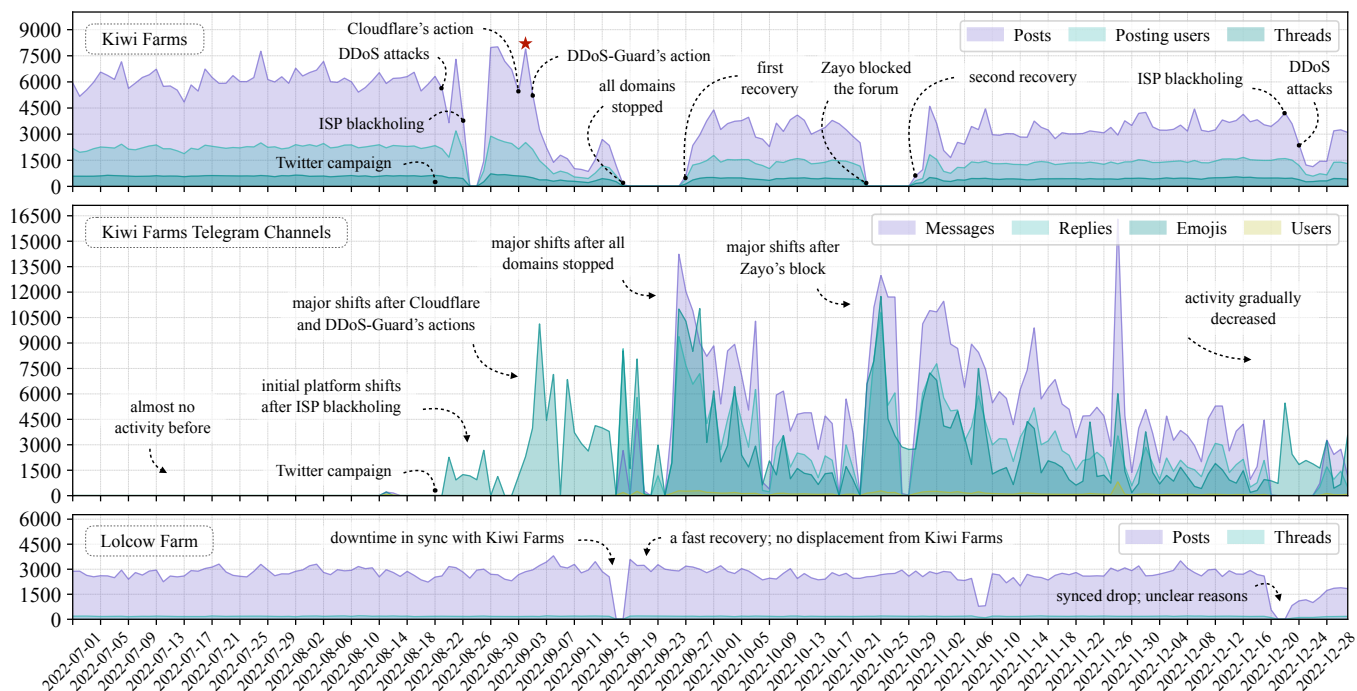 Kiwi Farms
Posts
Posting users
Threads
9000
7500
6000
4500
3000
1500
0
Cloudflare’s action
DDoS attacks
DDoS-Guard’s action
ISP blackholing
Twitter campaign
all domains
stopped
first
recovery
Zayo blocked
the forum
second recovery
ISP blackholing
DDoS
attacks
Kiwi Farms Telegram Channels
Messages
Replies
Emojis
Users
16500
15000
13500
12000
10500
9000
7500
6000
4500
3000
1500
0
almost no
activity before
initial platform shifts
after ISP blackholing
Twitter campaign
major shifts after Cloudflare
and DDoS-Guard’s actions
major shifts after all
domains stopped
major shifts after
Zayo’s block
activity gradually
decreased
Lolcow Farm
Posts
Threads
6000
4500
3000
1500
0
downtime in sync with Kiwi Farms
a fast recovery; no displacement from Kiwi Farms
synced drop; unclear reasons
2022-07-01
2022-07-05
2022-07-09
2022-07-13
2022-07-17
2022-07-21
2022-07-25
2022-07-29
2022-08-02
2022-08-06
2022-08-10
2022-08-14
2022-08-18
2022-08-22
2022-08-26
2022-08-30
2022-09-03
2022-09-07
2022-09-11
2022-09-15
2022-09-19
2022-09-23
2022-09-27
2022-10-01
2022-10-05
2022-10-09
2022-10-13
2022-10-17
2022-10-21
2022-10-25
2022-10-29
2022-11-02
2022-11-06
2022-11-10
2022-11-14
2022-11-18
2022-11-22
2022-11-26
2022-11-30
2022-12-04
2022-12-08
2022-12-12
2022-12-16
2022-12-20
2022-12-24
2022-12-28